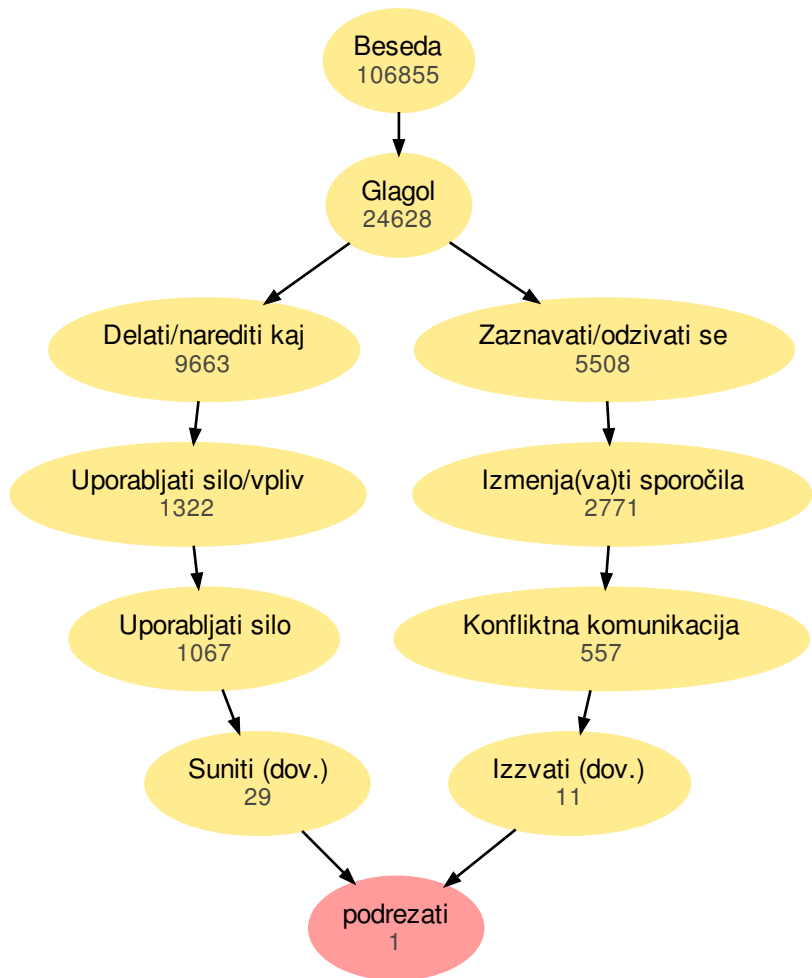 Beseda
106855
Glagol
24628
Delati/narediti kaj
9663
Zaznavati/odzivati se
5508
Uporabljati silo/vpliv
1322
Izmenja(va)ti sporočila
2771
Uporabljati silo
1067
Konfliktna komunikacija
557
Suniti (dov.)
29
Izzvati (dov.)
11
podrezati
1